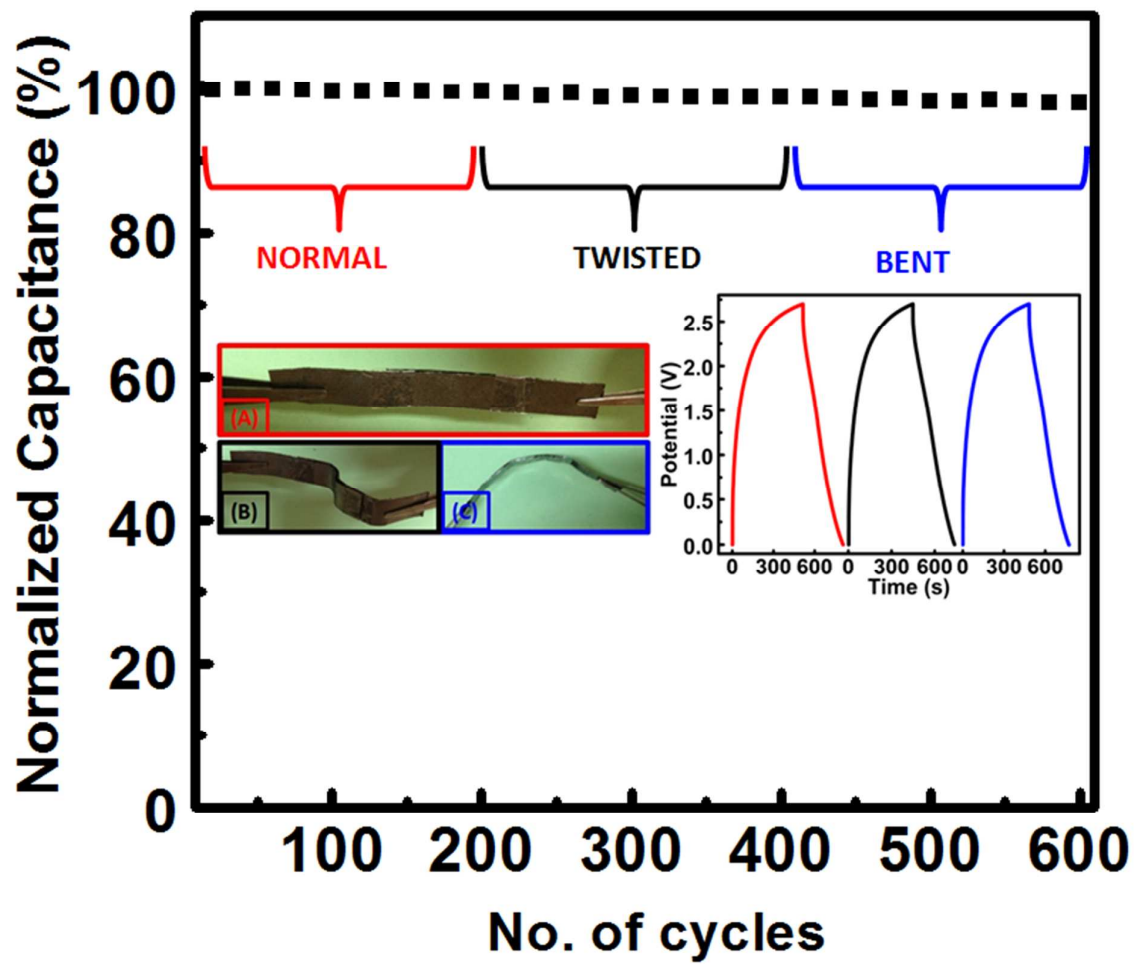 Normalized Capacitance (%)
100
80
60
40
20
0
NORMAL
TWISTED
BENT
(A)
(B)
(C)
Potential (V)
2.5
2.0
1.5
1.0
0.5
0.0
0 300 600 0 300 600 0 300 600
Time (s)
100 200 300 400 500 600
No. of cycles